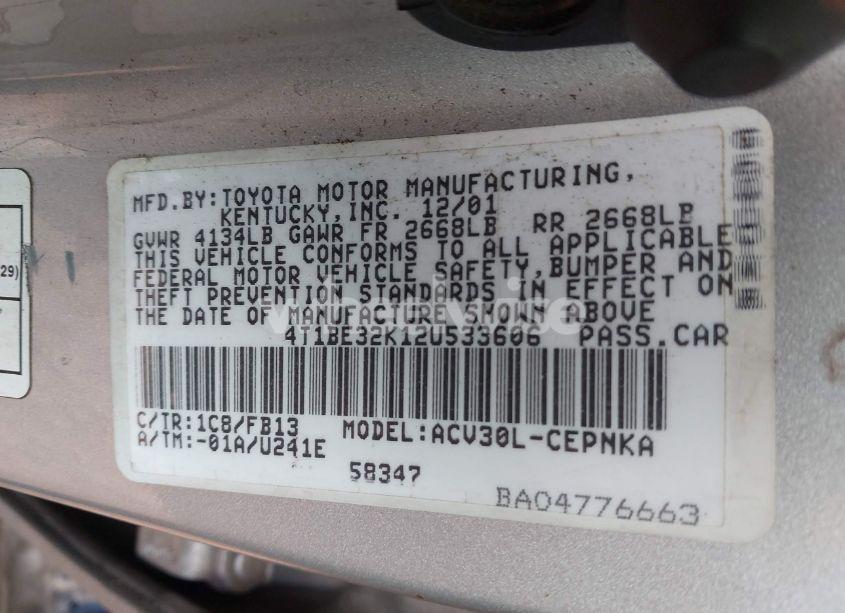 MFD.BY:TOYOTA MOTOR MANUFACTURING,
KENTUCKY,INC. 12/01
GVWR 4134LB GAWR FR 2668LB RR 2668LB
THIS VEHICLE CONFORMS TO ALL APPLICABLE
FEDERAL MOTOR VEHICLE SAFETY,BUMPER AND
THEFT PREVENTION STANDARDS IN EFFECT ON
THE DATE OF MANUFACTURE SHOWN ABOVE
4T1BE32K12U533606 PASS.CAR
C/TR:1C8/FB13 MODEL:ACV30L-CEPNKA
A/TM:-01A/U241E
58347
BA04776663
29)